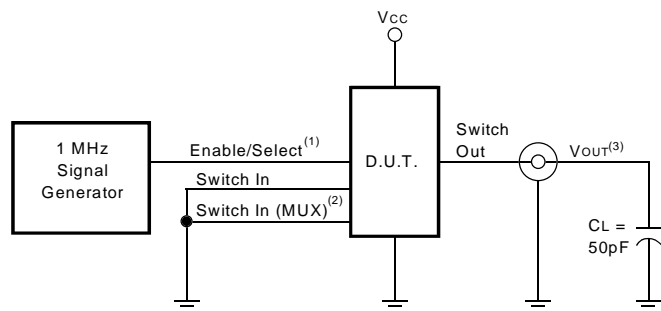 VCC
1 MHz
Signal
Generator
Enable/Select(1)
Switch In
Switch In (MUX)(2)
D.U.T.
Switch
Out
VOUT(3)
CL =
50pF